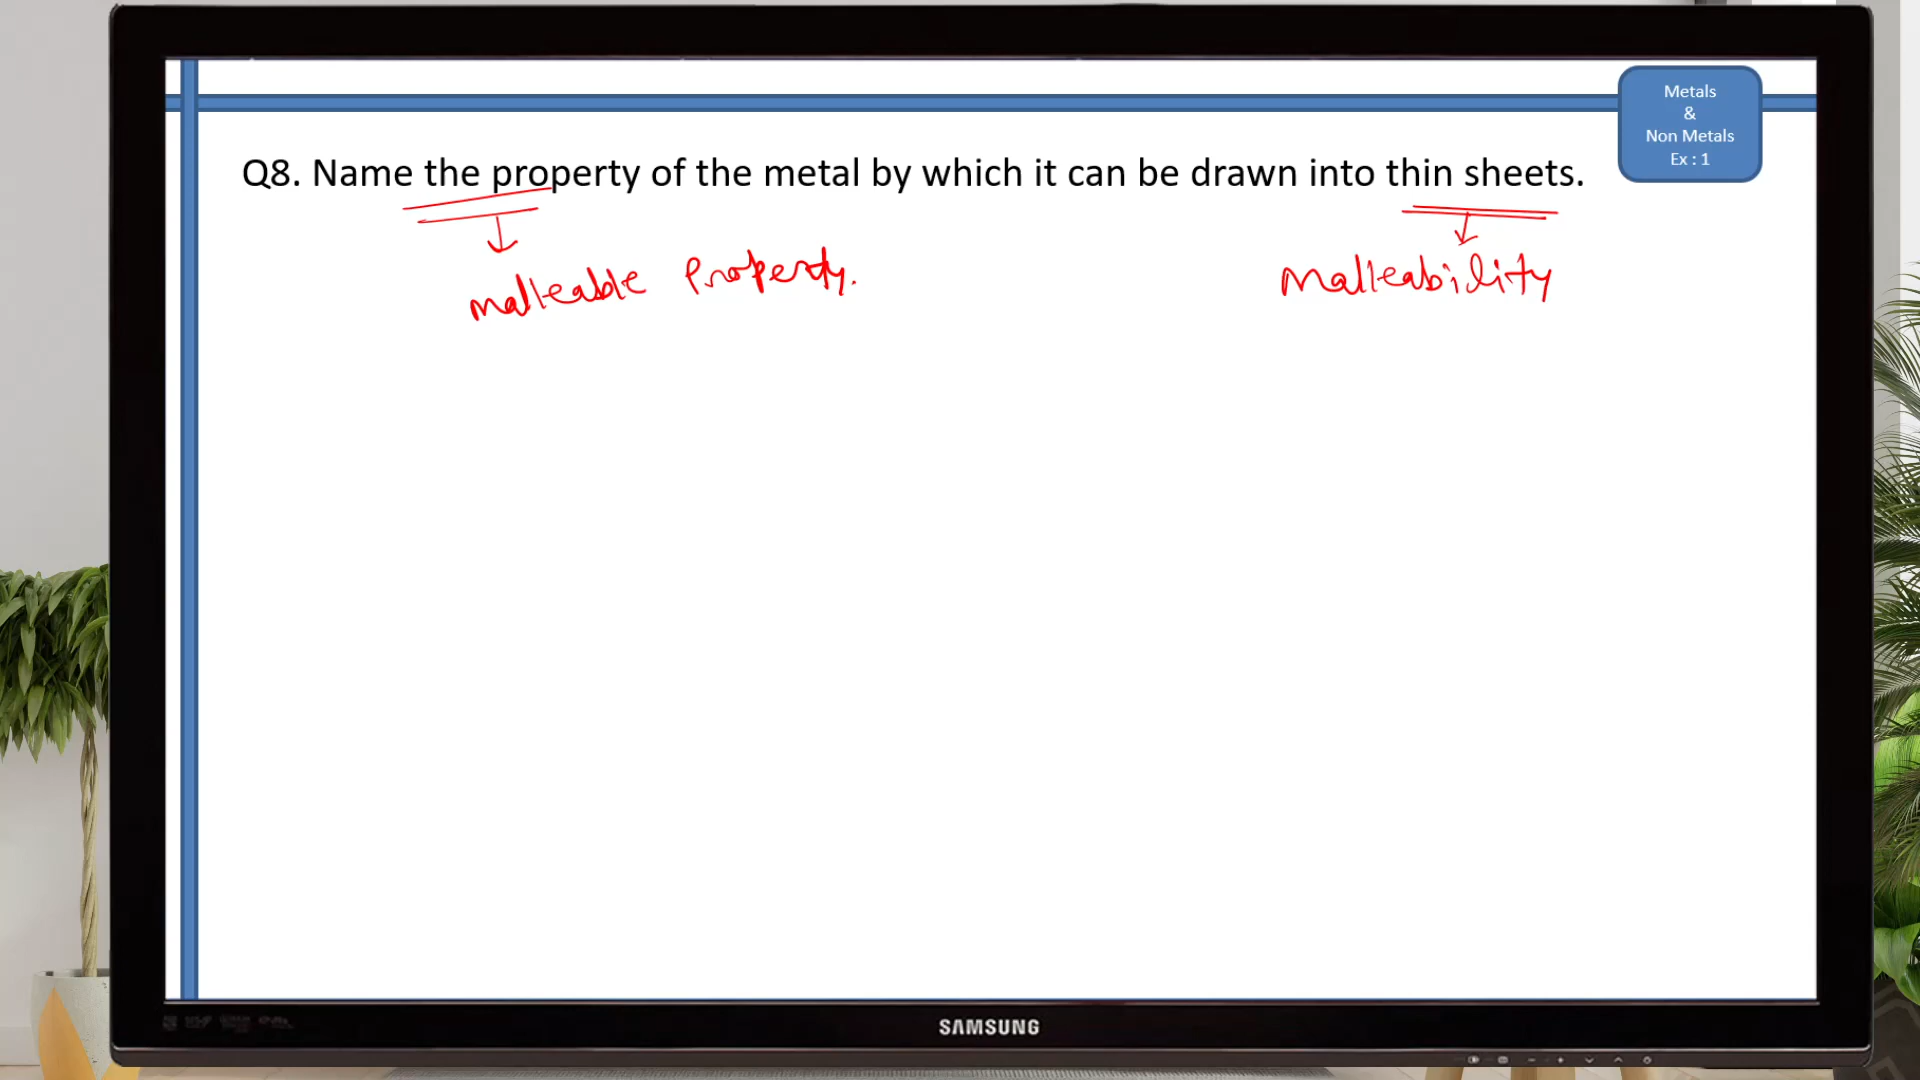 Metals
&
Non Metals
Ex : 1
Q8. Name the property of the metal by which it can be drawn into thin sheets.
malleable Property.
Malleability
SAMSUNG